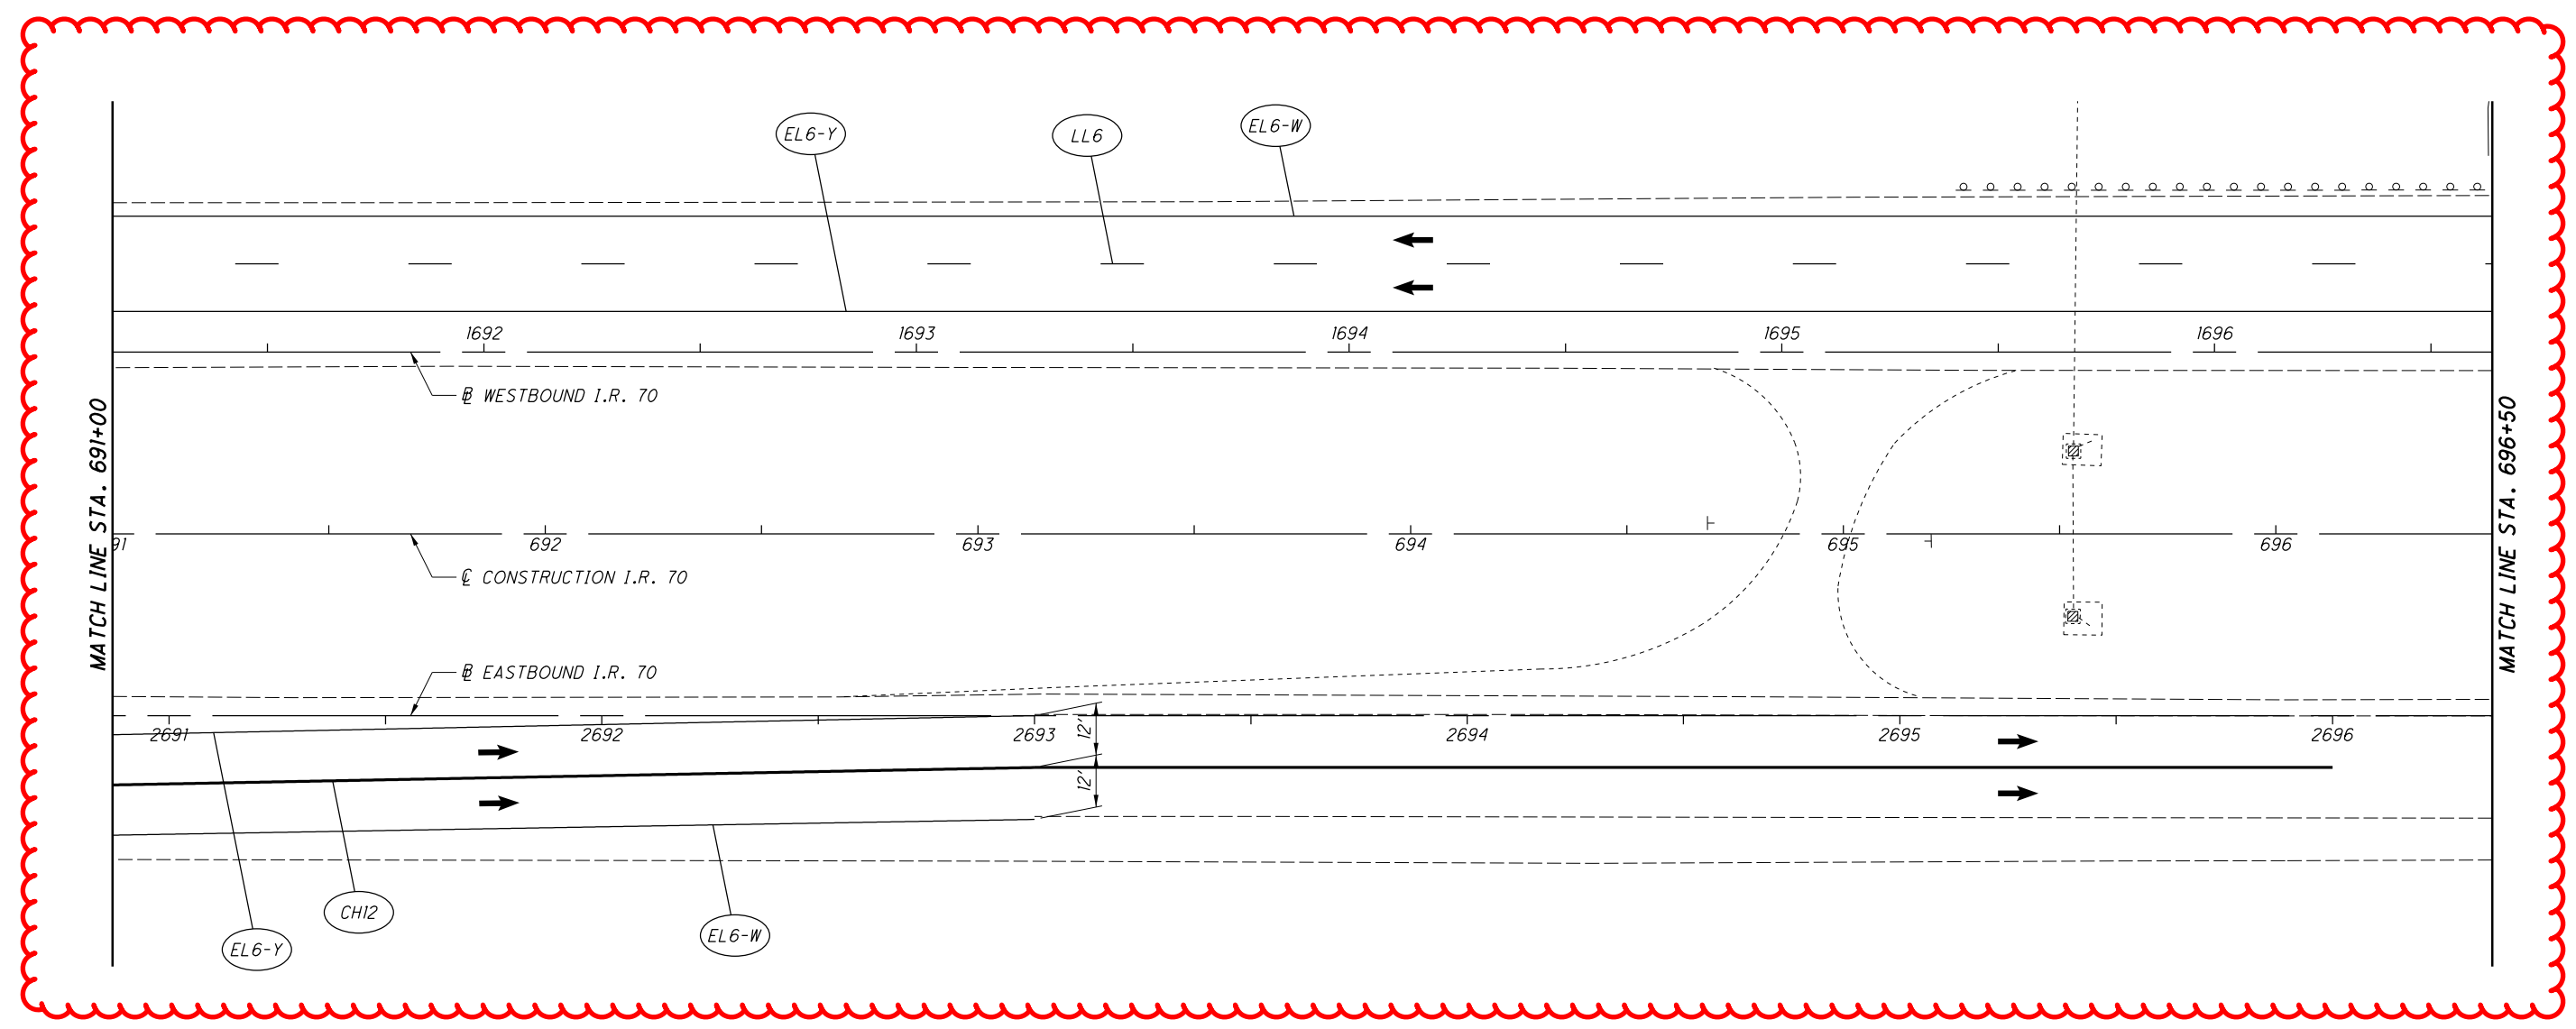 EL6-Y
LL6
EL6-W
1692
1693
1694
1695
1696
℄ WESTBOUND I.R. 70
MATCH LINE STA. 691+00
MATCH LINE STA. 696+50
91
692
693
694
695
696
℄ CONSTRUCTION I.R. 70
℄ EASTBOUND I.R. 70
2691
2692
2693
2694
2695
2696
12'
12'
CH12
EL6-Y
EL6-W